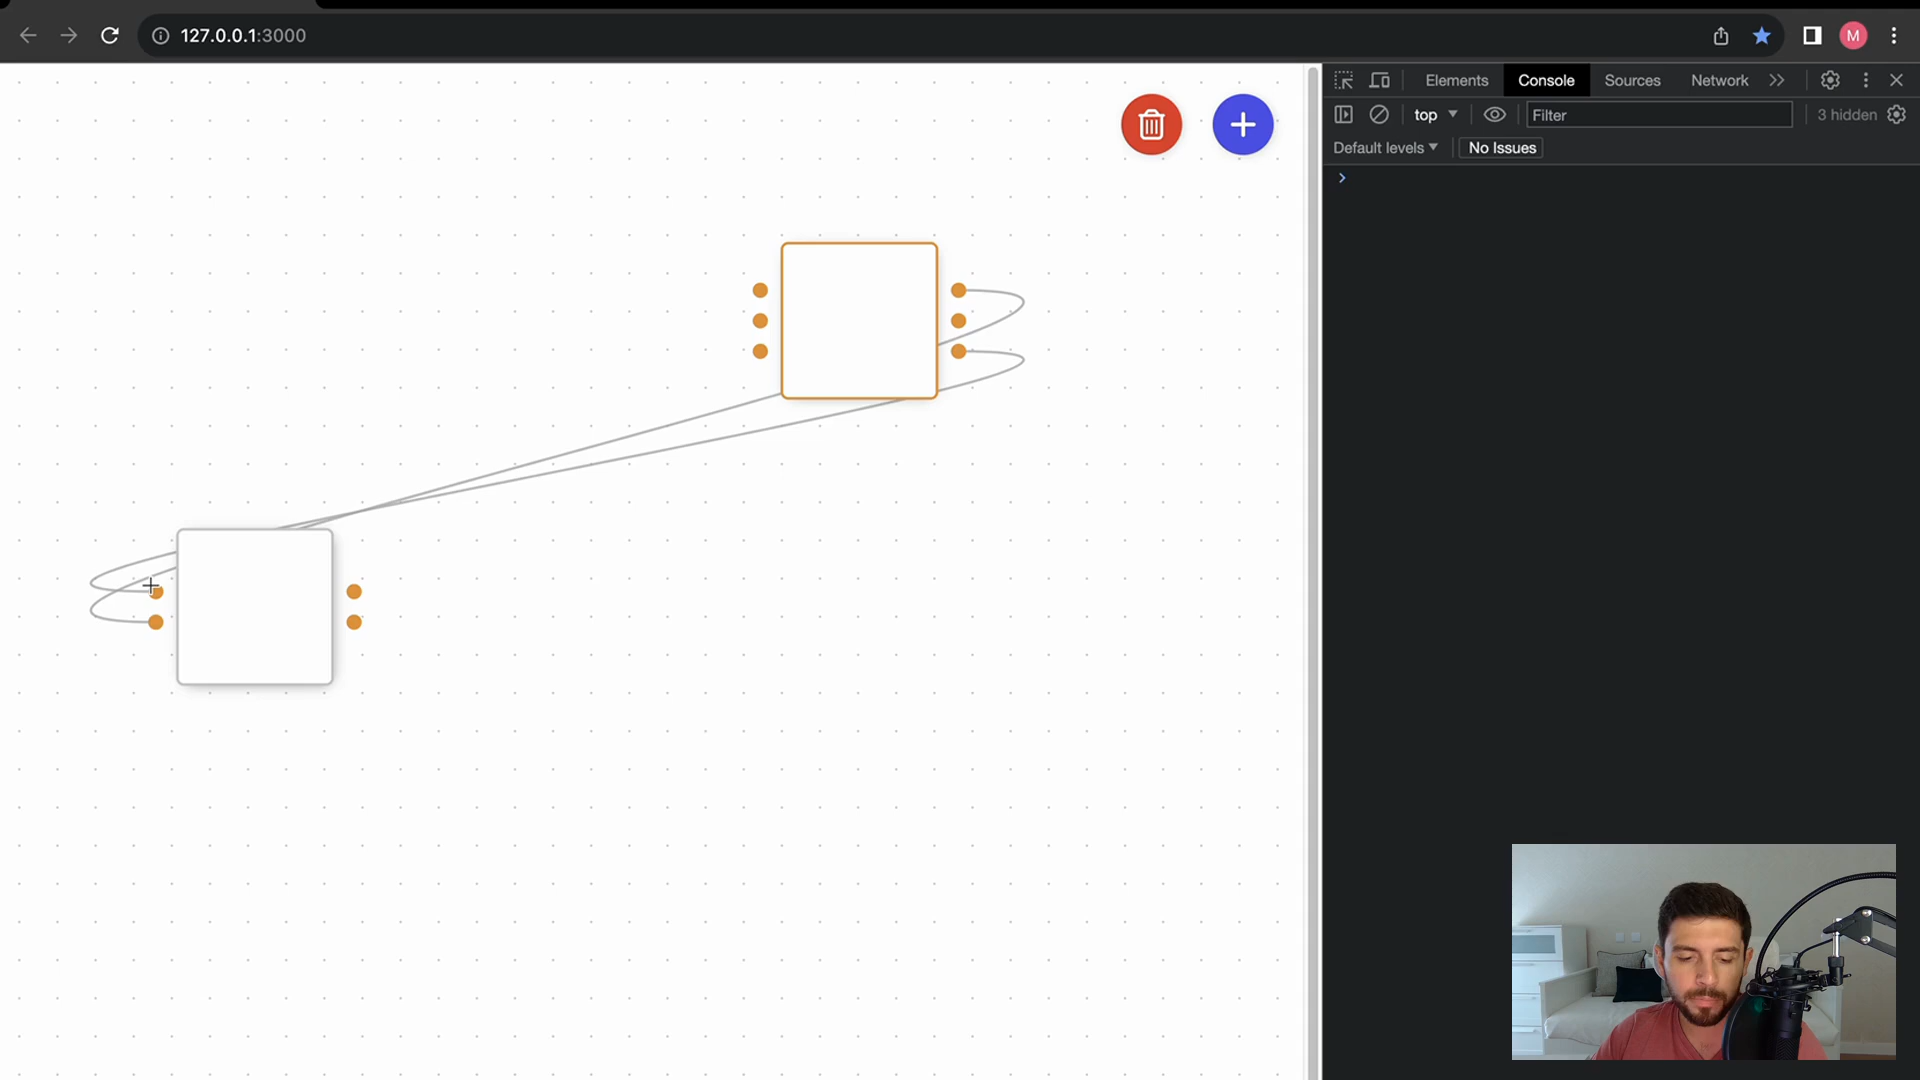 127.0.0.1:3000
M
Elements Console Sources Network
top Filter 3 hidden
Default levels No Issues